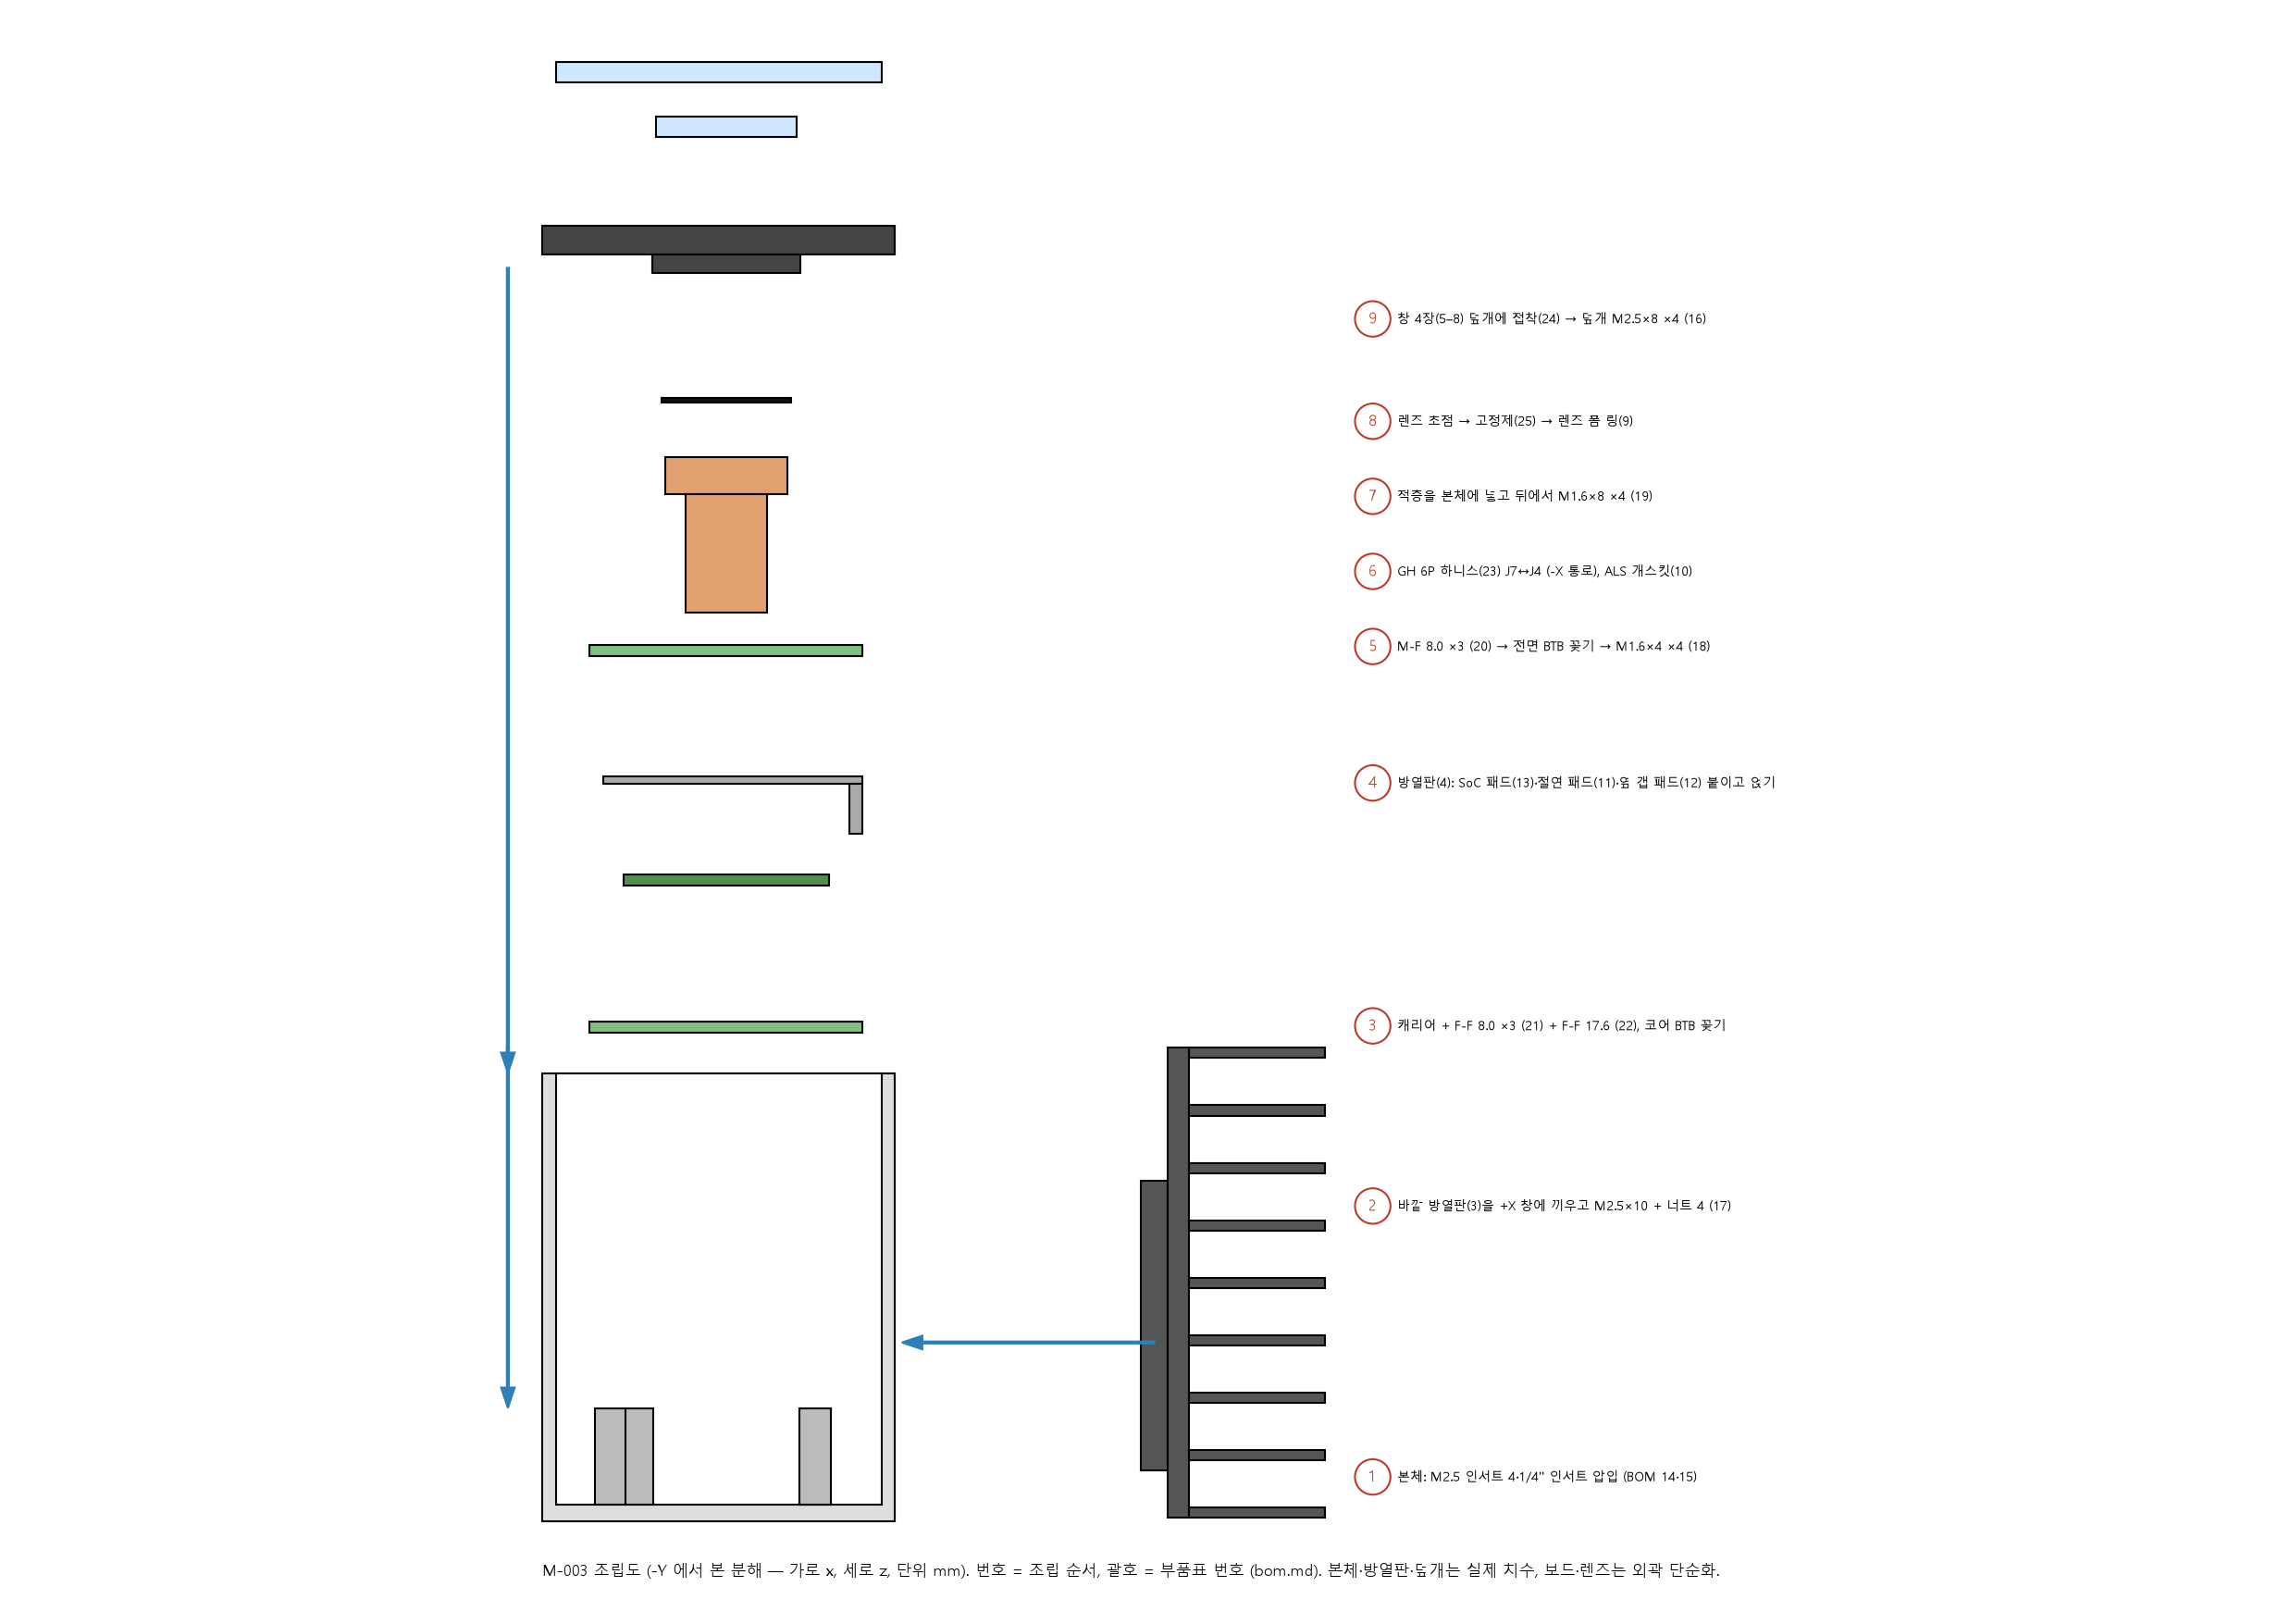 9 창 4장(5–8) 덮개에 접착(24) → 덮개 M2.5×8 ×4 (16)
8 렌즈 초점 → 고정제(25) → 렌즈 폼 링(9)
7 적층을 본체에 넣고 뒤에서 M1.6×8 ×4 (19)
6 GH 6P 하니스(23) J7↔J4 (-X 통로), ALS 개스킷(10)
5 M-F 8.0 ×3 (20) → 전면 BTB 꽂기 → M1.6×4 ×4 (18)
4 방열판(4): SoC 패드(13)·절연 패드(11)·옆 갭 패드(12) 붙이고 얹기
3 캐리어 + F-F 8.0 ×3 (21) + F-F 17.6 (22), 코어 BTB 꽂기
2 바깥 방열판(3)을 +X 창에 끼우고 M2.5×10 + 너트 4 (17)
1 본체: M2.5 인서트 4·1/4" 인서트 압입 (BOM 14·15)
M-003 조립도 (-Y 에서 본 분해 — 가로 x, 세로 z, 단위 mm). 번호 = 조립 순서, 괄호 = 부품표 번호 (bom.md). 본체·방열판·덮개는 실제 치수, 보드·렌즈는 외곽 단순화.